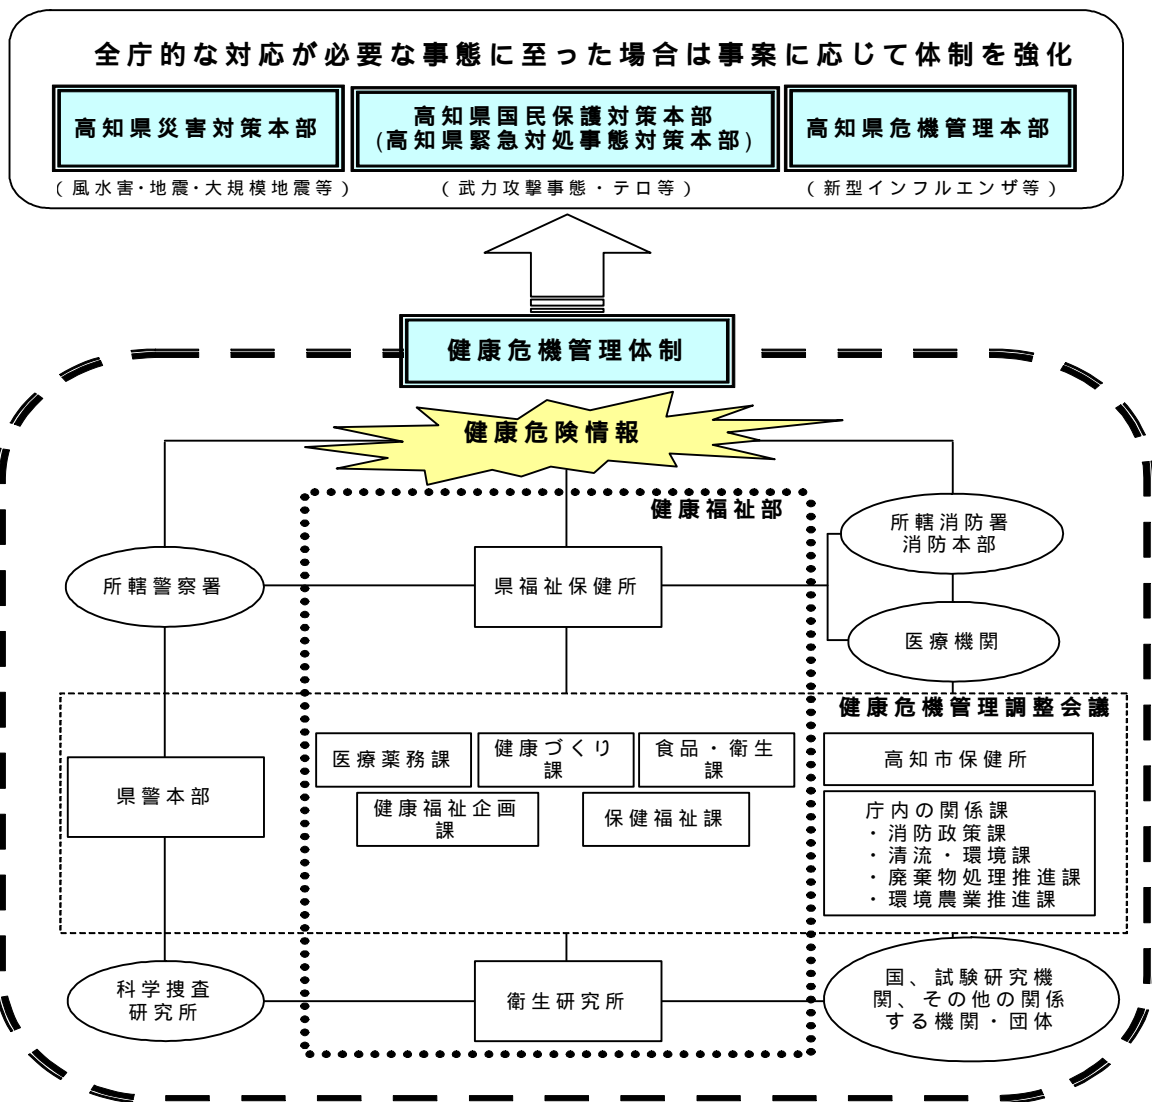 全庁的な対応が必要な事態に至った場合は事案に応じて体制を強化
高知県災害対策本部
高知県国民保護対策本部
(高知県緊急対処事態対策本部)
高知県危機管理本部
(風水害・地震・大規模地震等)
(武力攻撃事態・テロ等)
(新型インフルエンザ等)
健康危機管理体制
健康危険情報
健康福祉部
所轄消防署
消防本部
所轄警察署
県福祉保健所
医療機関
健康危機管理調整会議
医療薬務課
健康づくり
課
食品・衛生
課
高知市保健所
県警本部
健康福祉企画
課
保健福祉課
庁内の関係課
・消防政策課
・清流・環境課
・廃棄物処理推進課
・環境農業推進課
科学捜査
研究所
衛生研究所
国、試験研究機
関、その他の関係
する機関・団体